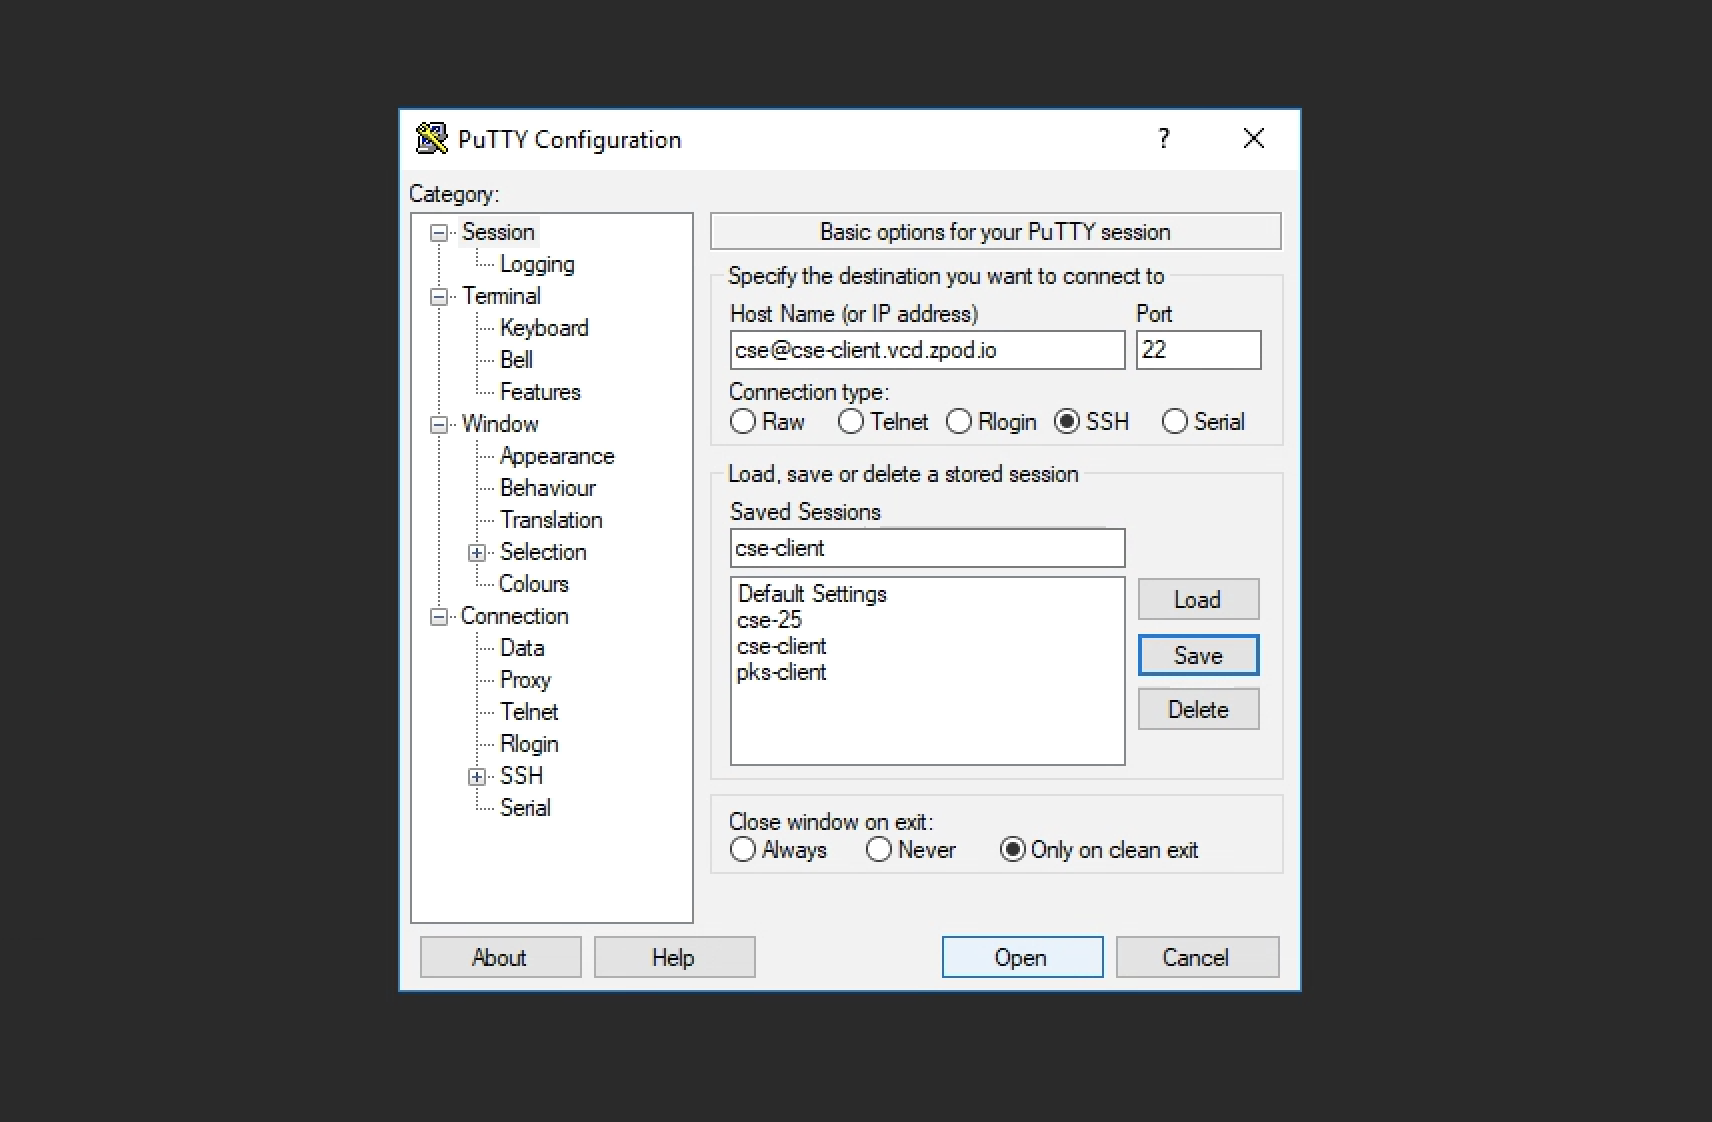 PuTTY Configuration
?
Category:
Session
Logging
Terminal
Keyboard
Bell
Features
Window
Appearance
Behaviour
Translation
Selection
Colours
Connection
Data
Proxy
Telnet
Rlogin
SSH
Serial
Basic options for your PuTTY session
Specify the destination you want to connect to
Host Name (or IP address) Port
cse@cse-client.vcd.zpod.io 22
Connection type:
Raw Telnet Rlogin SSH Serial
Load, save or delete a stored session
Saved Sessions
cse-client
Default Settings
cse-25
cse-client
pks-client
Load
Save
Delete
Close window on exit:
Always Never Only on clean exit
About Help Open Cancel